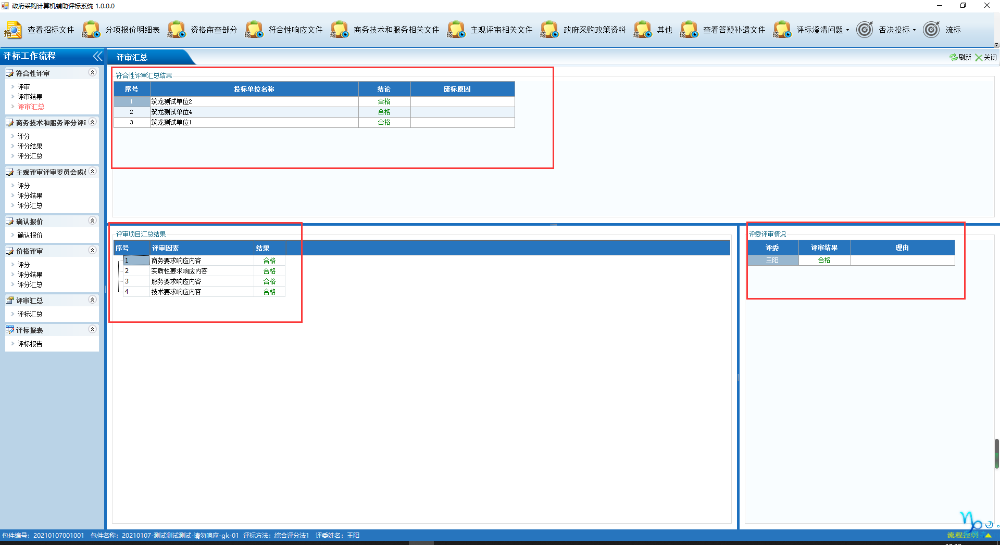 政府采购计算机辅助评标系统 1.0.0.0
查看招标文件 分项报价明细表 资格审查部分 符合性响应文件 商务技术和服务相关文件 主观评审相关文件 政府采购政策资料 其他 查看答疑补遗文件 评标澄清问题 否决投标 流标
评标工作流程
评审汇总
刷新 关闭
符合性评审
评审
评审结果
评审汇总
商务技术和服务评分评审
评分
评分结果
评分汇总
主观评审评审委员会成员
评分
评分结果
评分汇总
确认报价
确认报价
价格评审
评分
评分结果
评分汇总
评审汇总
评标汇总
评标报表
评标报告
符合性评审汇总结果
序号 投标单位名称 结论 废标原因
1 筑龙测试单位2 合格
2 筑龙测试单位4 合格
3 筑龙测试单位1 合格
评审项目汇总结果
序号 评审因素 结果
1 商务要求响应内容 合格
2 实质性要求响应内容 合格
3 服务要求响应内容 合格
4 技术要求响应内容 合格
评委评审情况
评委 评审结果 理由
王阳 合格
包件编号：20210107001001 包件名称：20210107-测试测试测试-请勿响应-gk-01 评标方法：综合评分法1 评委姓名：王阳